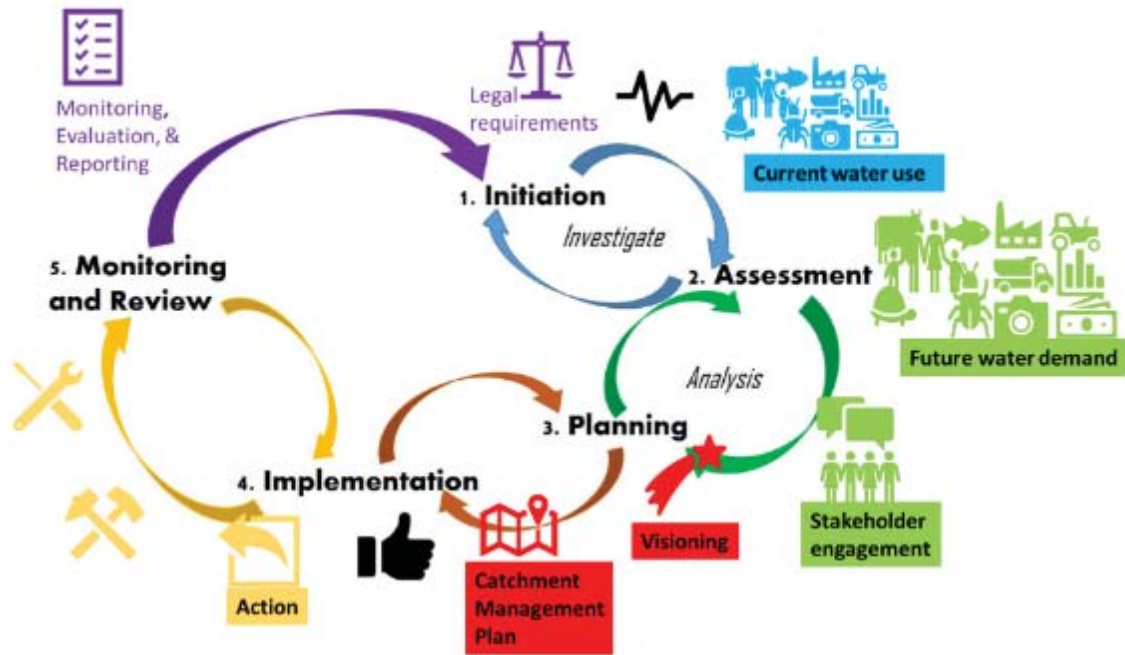 Monitoring,
Evaluation, &
Reporting
Legal
requirements
Current water use
1. Initiation
Investigate
2. Assessment
5. Monitoring
and Review
Future water demand
Analysis
3. Planning
4. Implementation
Stakeholder
engagement
Visioning
Catchment
Management
Plan
Action